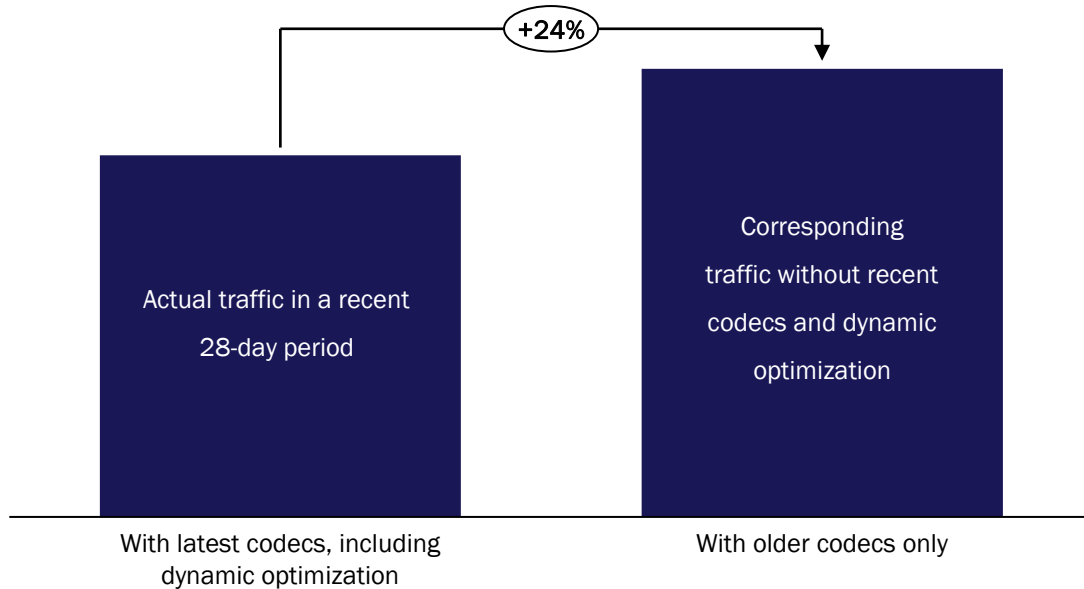 +24%
Actual traffic in a recent
28-day period
Corresponding
traffic without recent
codecs and dynamic
optimization
With latest codecs, including
dynamic optimization
With older codecs only